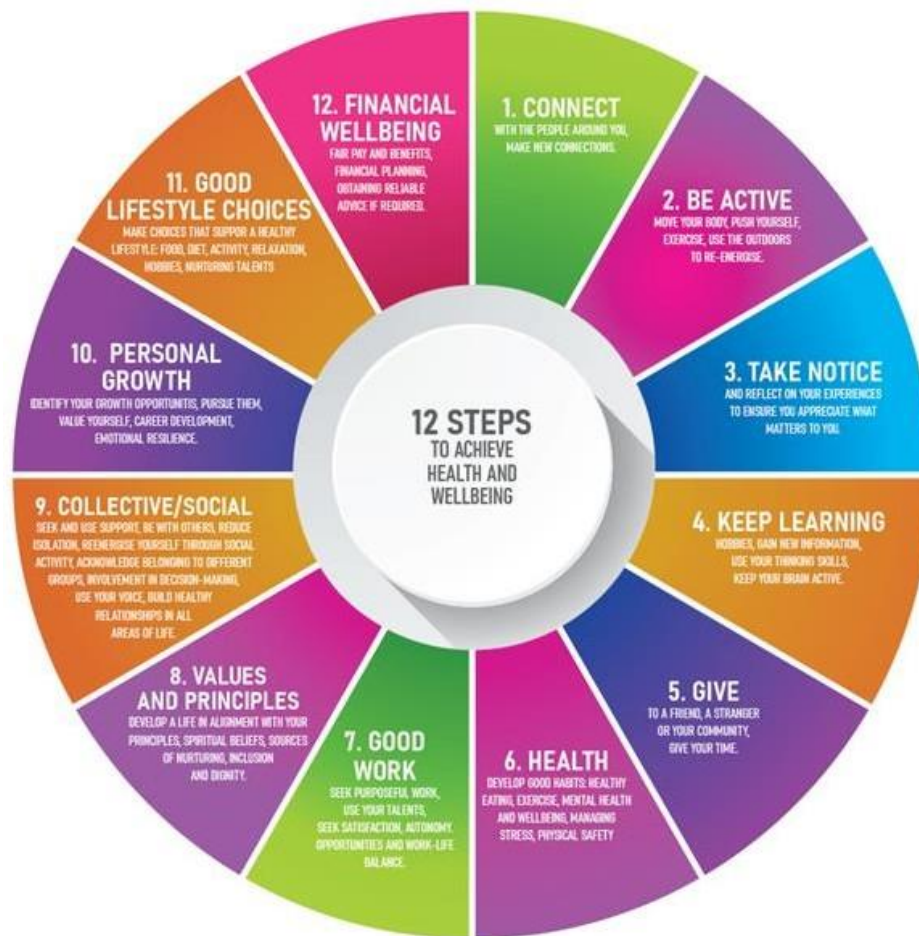 12 STEPS
TO ACHIEVE
HEALTH AND
WELLBEING
1. CONNECT
WITH THE PEOPLE AROUND YOU,
MAKE NEW CONNECTIONS.
2. BE ACTIVE
MOVE YOUR BODY, PUSH YOURSELF,
EXERCISE, USE THE OUTDOORS
TO RE-ENERGISE.
3. TAKE NOTICE
AND REFLECT ON YOUR EXPERIENCES
TO ENSURE YOU APPRECIATE WHAT
MATTERS TO YOU.
4. KEEP LEARNING
HOBBIES, GAIN NEW INFORMATION,
USE YOUR THINKING SKILLS,
KEEP YOUR BRAIN ACTIVE.
5. GIVE
TO A FRIEND, A STRANGER
OR YOUR COMMUNITY,
GIVE YOUR TIME.
6. HEALTH
DEVELOP GOOD HABITS: HEALTHY
EATING, EXERCISE, MENTAL HEALTH
AND WELLBEING, MANAGING
STRESS, PHYSICAL SAFETY
7. GOOD
WORK
SEEK PURPOSEFUL WORK,
USE YOUR TALENTS,
SEEK SATISFACTION, AUTONOMY.
OPPORTUNITIES AND WORK-LIFE
BALANCE.
8. VALUES
AND PRINCIPLES
DEVELOP A LIFE IN ALIGNMENT WITH YOUR
PRINCIPLES, SPIRITUAL BELIEFS, SOURCES
OF NURTURING, INCLUSION
AND DIGNITY.
9. COLLECTIVE/SOCIAL
SEEK AND USE SUPPORT, BE WITH OTHERS, REDUCE
ISOLATION, REENERGISE YOURSELF THROUGH SOCIAL
ACTIVITY, ACKNOWLEDGE BELONGING TO DIFFERENT
GROUPS, INVOLVEMENT IN DECISION-MAKING,
USE YOUR VOICE, BUILD HEALTHY
RELATIONSHIPS IN ALL
AREAS OF LIFE.
10. PERSONAL
GROWTH
IDENTIFY YOUR GROWTH OPPORTUNITIS, PURSUE THEM,
VALUE YOURSELF, CAREER DEVELOPMENT,
EMOTIONAL RESILIENCE.
11. GOOD
LIFESTYLE CHOICES
MAKE CHOICES THAT SUPPOR A HEALTHY
LIFESTYLE: FOOD, DIET, ACTIVITY, RELAXATION,
HOBBIES, NURTURING TALENTS
12. FINANCIAL
WELLBEING
FAIR PAY AND BENEFITS,
FINANCIAL PLANNING,
OBTAINING RELIABLE
ADVICE IF REQUIRED.